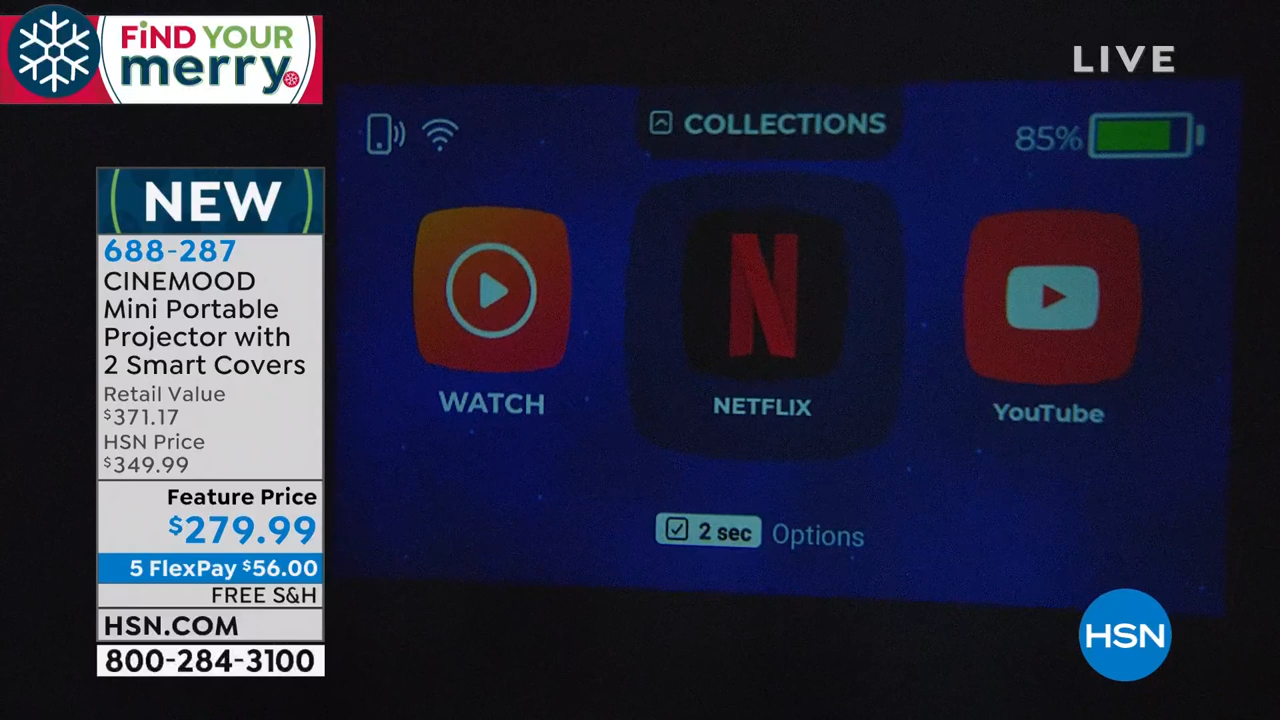 FiND YOUR
merry
LIVE
COLLECTIONS
85%
NEW
688-287
CINEMOOD
Mini Portable
Projector with
2 Smart Covers
Retail Value
$371.17
HSN Price
$349.99
Feature Price
$279.99
5 FlexPay $56.00
FREE S&H
HSN.COM
800-284-3100
N
WATCH
NETFLIX
YouTube
2 sec Options
HSN